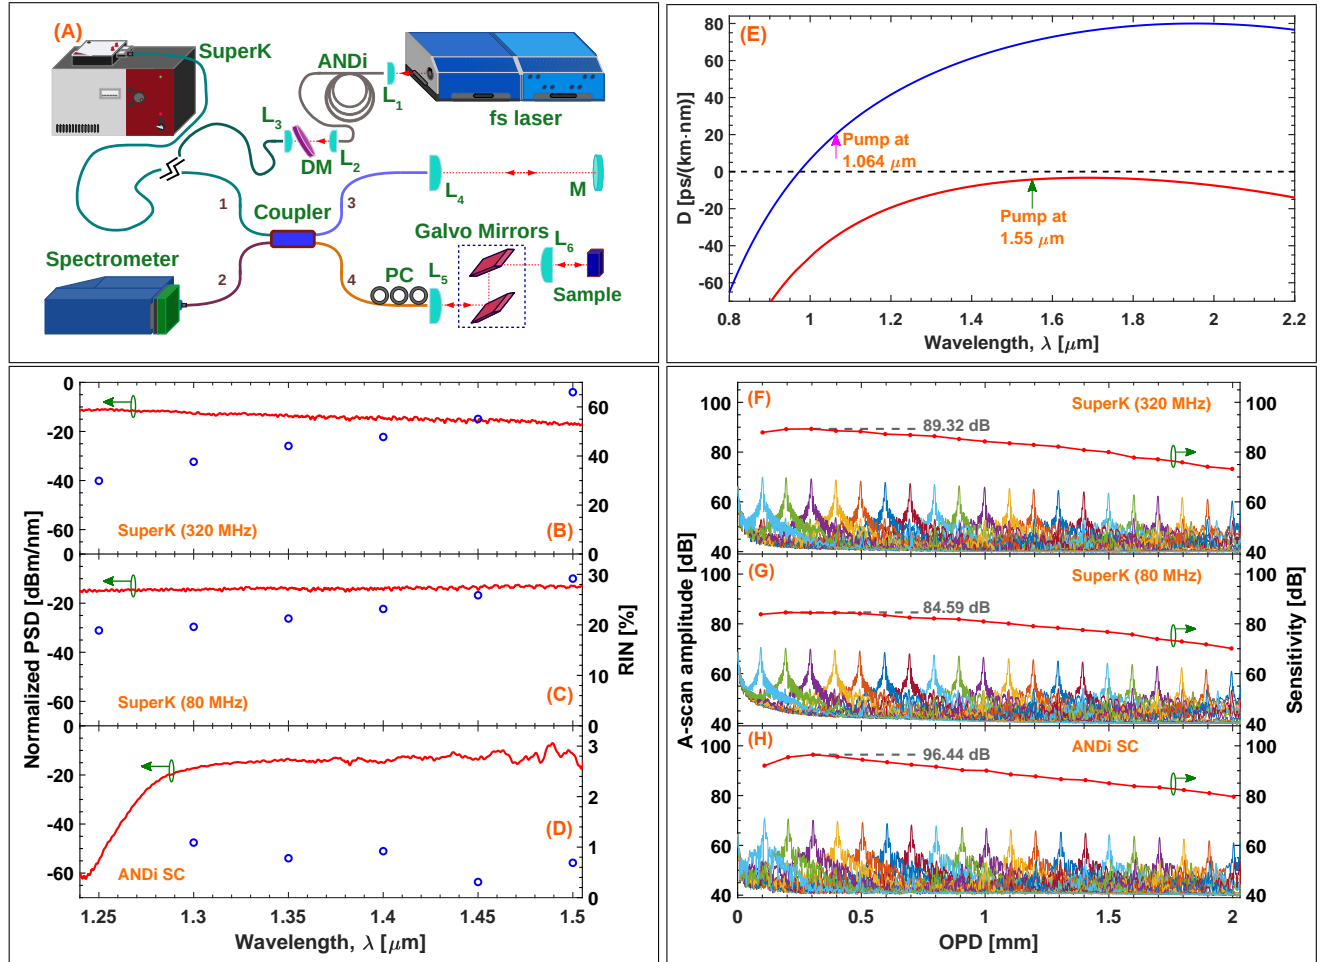 (A)
SuperK
ANDi
L1
fs laser
L3
L2
DM
L4
M
1
3
Coupler
2
4
Spectrometer
Galvo Mirrors
PC
L5
L6
Sample
(E)
D [ps/(km·nm)]
80
60
40
20
0
-20
-40
-60
Pump at
1.064 μm
Pump at
1.55 μm
0.8 1 1.2 1.4 1.6 1.8 2 2.2
Wavelength, λ [μm]
Normalized PSD [dBm/nm]
RIN [%]
0
-20
-40
-60
60
40
20
0
SuperK (320 MHz)
(B)
0
-20
-40
-60
30
20
10
0
SuperK (80 MHz)
(C)
0
-20
-40
-60
3
2
1
0
(D)
ANDi SC
1.25 1.3 1.35 1.4 1.45 1.5
Wavelength, λ [μm]
A-scan amplitude [dB]
Sensitivity [dB]
(F)
SuperK (320 MHz)
100
80
60
40
100
80
60
40
89.32 dB
(G)
SuperK (80 MHz)
100
80
60
40
100
80
60
40
84.59 dB
(H)
ANDi SC
100
80
60
40
100
80
60
40
96.44 dB
0 0.5 1 1.5 2
OPD [mm]